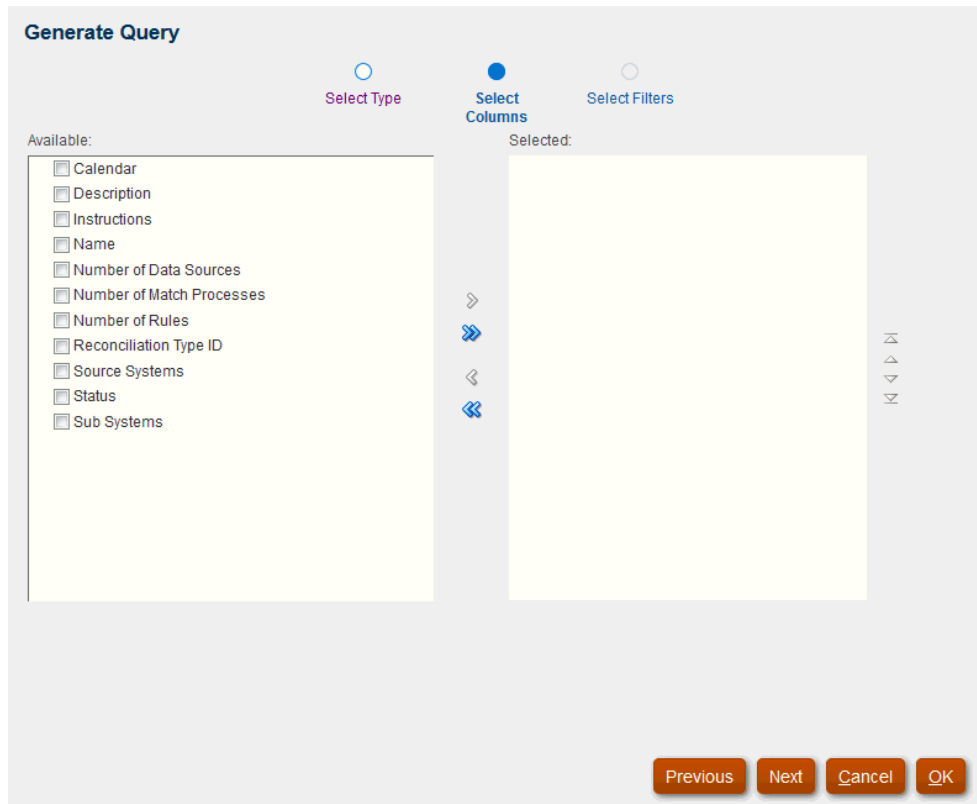 Generate Query
Select Type
Select
Columns
Select Filters
Available:
Selected:
Calendar
Description
Instructions
Name
Number of Data Sources
Number of Match Processes
Number of Rules
Reconciliation Type ID
Source Systems
Status
Sub Systems
Previous
Next
Cancel
OK